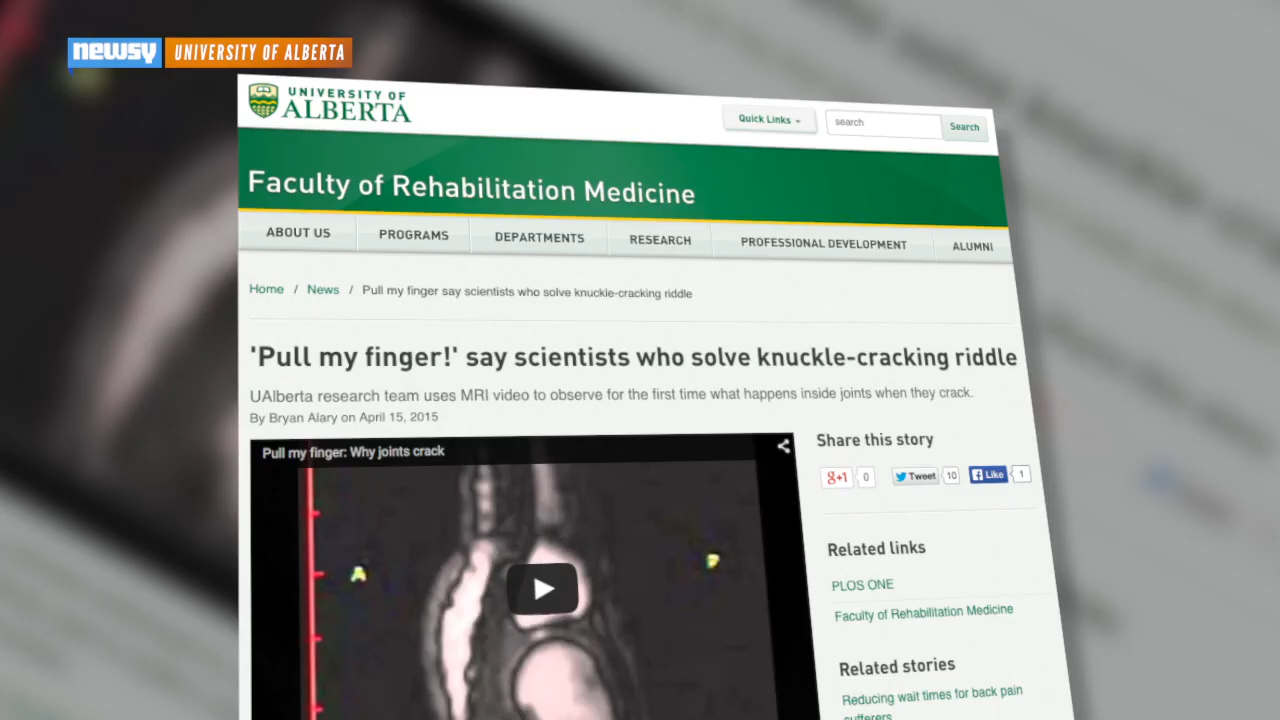 newsy UNIVERSITY OF ALBERTA
UNIVERSITY OF
ALBERTA
Quick Links
search
Search
Faculty of Rehabilitation Medicine
ABOUT US PROGRAMS DEPARTMENTS RESEARCH PROFESSIONAL DEVELOPMENT ALUMNI
Home / News / Pull my finger say scientists who solve knuckle-cracking riddle
'Pull my finger!' say scientists who solve knuckle-cracking riddle
UAlberta research team uses MRI video to observe for the first time what happens inside joints when they crack.
By Bryan Alary on April 15, 2015
Pull my finger: Why joints crack
A
P
Share this story
g+1 0 Tweet 10 Like 1
Related links
PLOS ONE
Faculty of Rehabilitation Medicine
Related stories
Reducing wait times for back pain
sufferers